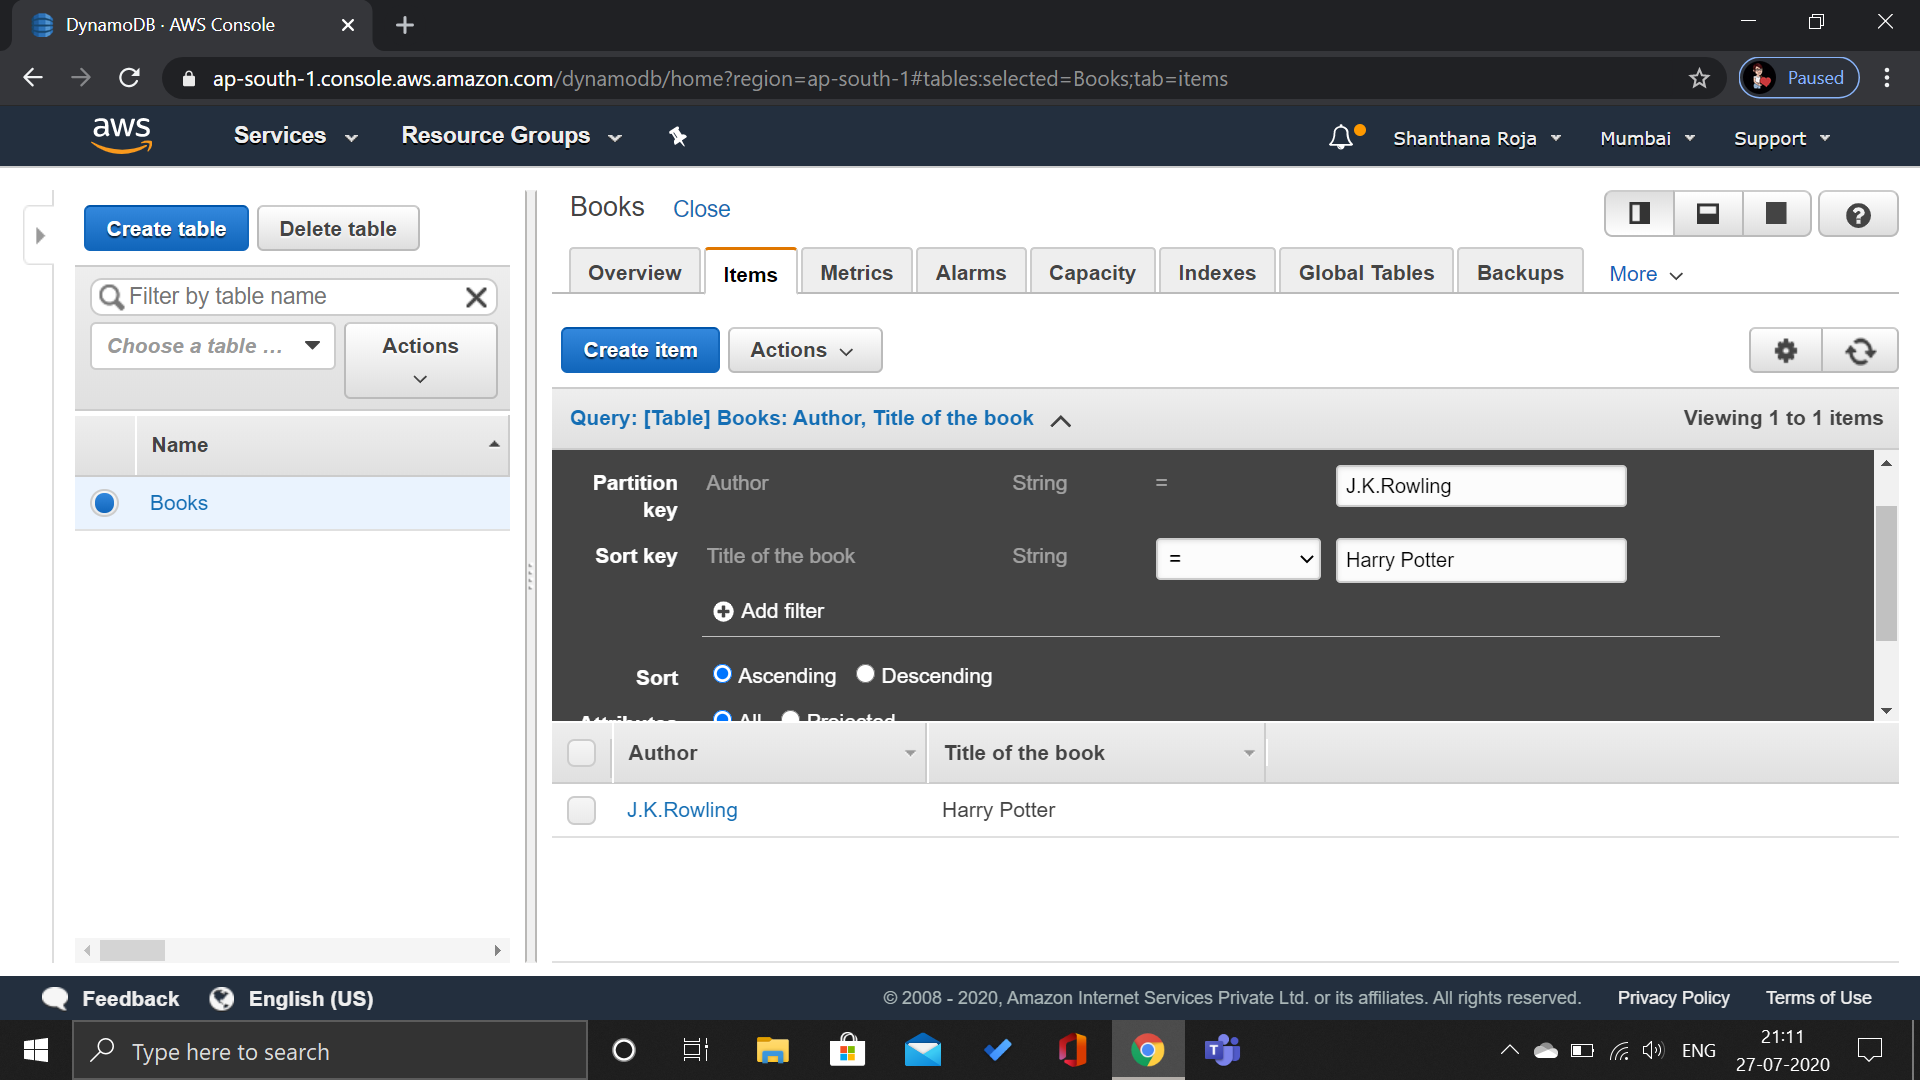 DynamoDB · AWS Console
ap-south-1.console.aws.amazon.com/dynamodb/home?region=ap-south-1#tables:selected=Books;tab=items
Paused
aws
Services
Resource Groups
Shanthana Roja
Mumbai
Support
Create table
Delete table
Filter by table name
Choose a table ...
Actions
Name
Books
Books
Close
Overview
Items
Metrics
Alarms
Capacity
Indexes
Global Tables
Backups
More
Create item
Actions
Query: [Table] Books: Author, Title of the book
Viewing 1 to 1 items
Partition key
Author
String
=
J.K.Rowling
Sort key
Title of the book
String
=
Harry Potter
Add filter
Sort
Ascending
Descending
Attributes
All
Projected
Author
Title of the book
J.K.Rowling
Harry Potter
Feedback
English (US)
© 2008 - 2020, Amazon Internet Services Private Ltd. or its affiliates. All rights reserved.
Privacy Policy
Terms of Use
Type here to search
ENG
21:11
27-07-2020